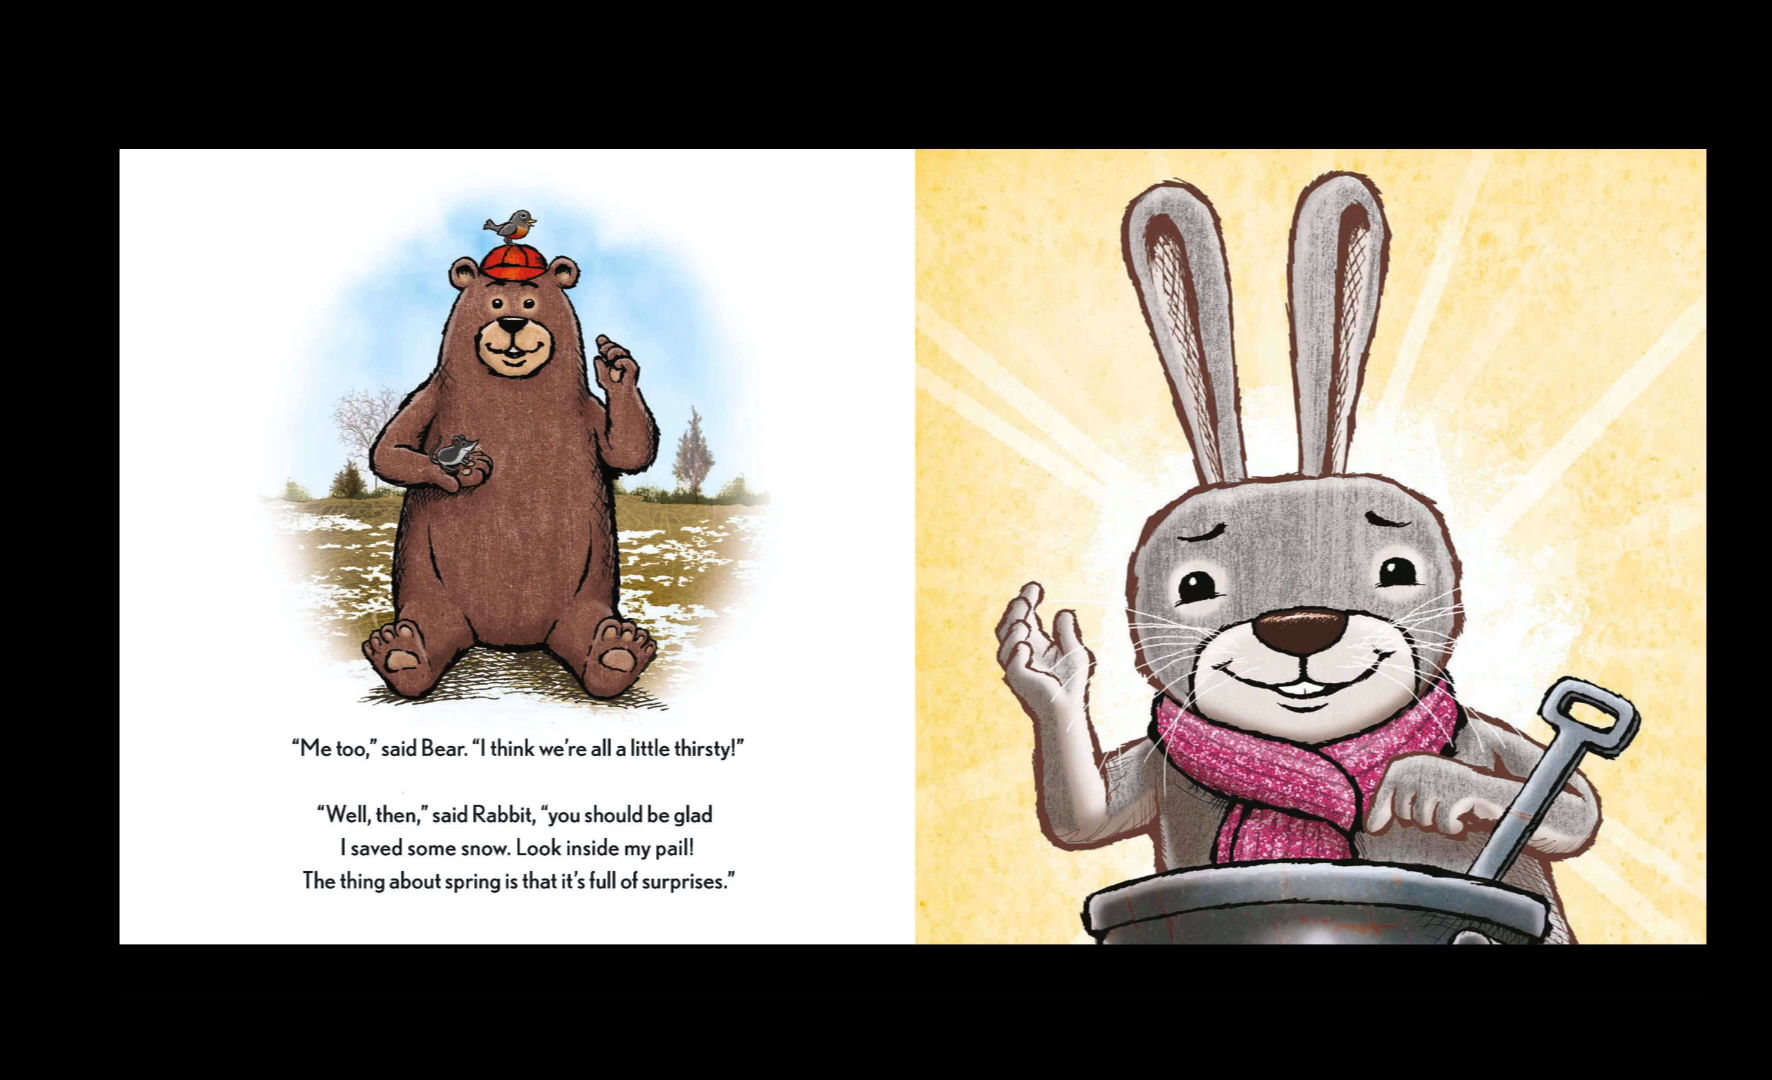 “Me too,” said Bear. “I think we’re all a little thirsty!”
“Well, then,” said Rabbit, “you should be glad
I saved some snow. Look inside my pail!
The thing about spring is that it’s full of surprises.”